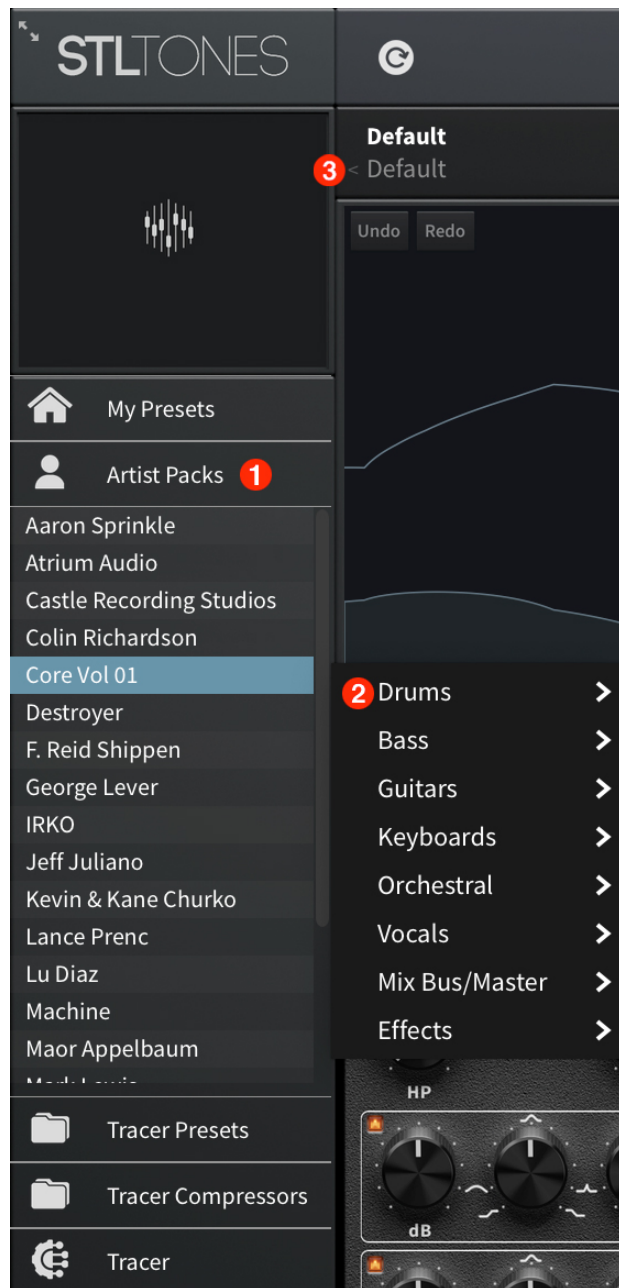 STLTONES
Default
3 < Default
Undo Redo
My Presets
Artist Packs 1
Aaron Sprinkle
Atrium Audio
Castle Recording Studios
Colin Richardson
Core Vol 01
Destroyer
F. Reid Shippen
George Lever
IRKO
Jeff Juliano
Kevin & Kane Churko
Lance Prenc
Lu Diaz
Machine
Maor Appelbaum
2 Drums >
Bass >
Guitars >
Keyboards >
Orchestral >
Vocals >
Mix Bus/Master >
Effects >
HP
dB
Tracer Presets
Tracer Compressors
Tracer